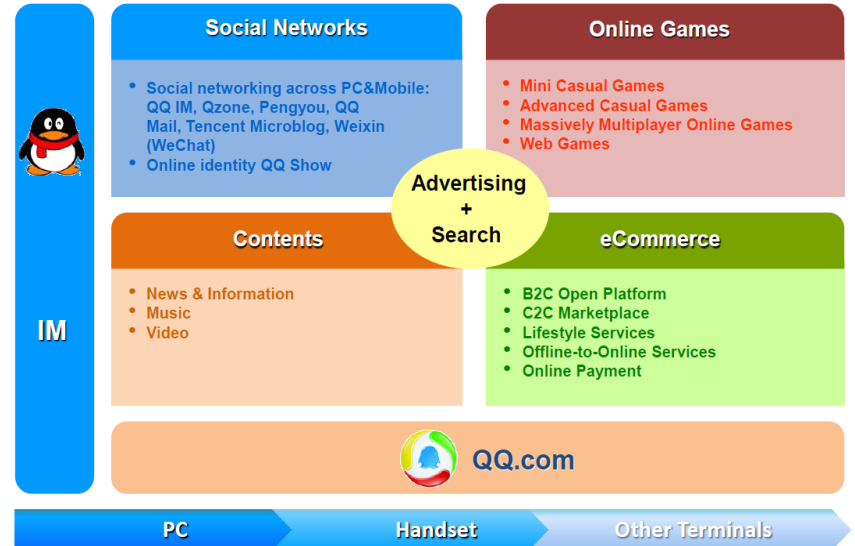 Social Networks
• Social networking across PC&Mobile:
QQ IM, Qzone, Pengyou, QQ
Mail, Tencent Microblog, Weixin
(WeChat)
• Online identity QQ Show
Online Games
• Mini Casual Games
• Advanced Casual Games
• Massively Multiplayer Online Games
• Web Games
Advertising
+
Search
Contents
• News & Information
• Music
• Video
eCommerce
• B2C Open Platform
• C2C Marketplace
• Lifestyle Services
• Offline-to-Online Services
• Online Payment
IM
QQ.com
PC
Handset
Other Terminals